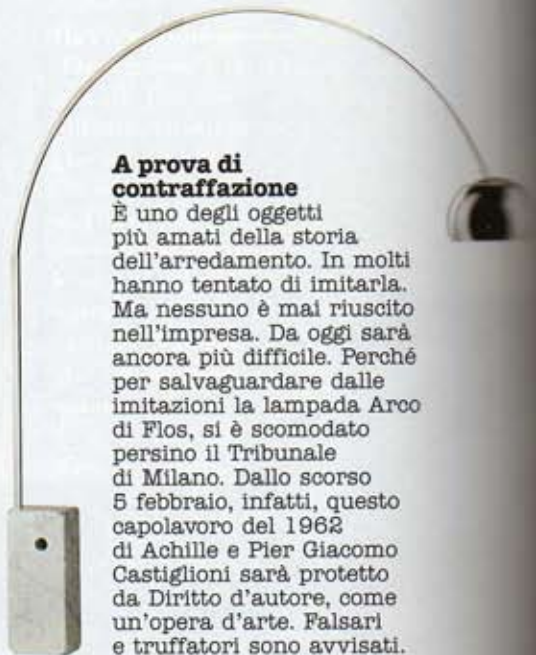 A prova di
contraffazione
È uno degli oggetti
più amati della storia
dell'arredamento. In molti
hanno tentato di imitarla.
Ma nessuno è mai riuscito
nell'impresa. Da oggi sarà
ancora più difficile. Perché
per salvaguardare dalle
imitazioni la lampada Arco
di Flos, si è scomodato
persino il Tribunale
di Milano. Dallo scorso
5 febbraio, infatti, questo
capolavoro del 1962
di Achille e Pier Giacomo
Castiglioni sarà protetto
da Diritto d'autore, come
un'opera d'arte. Falsari
e truffatori sono avvisati.